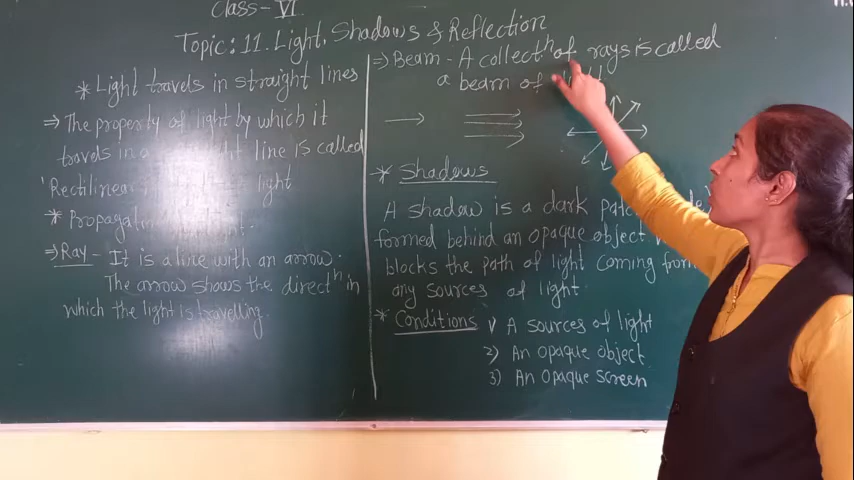 Class - VI
Topic: 11. Light, Shadows & Reflection
* Light travels in straight lines
⇒ The property of light by which it
travels in a line is called
Rectilinear light
* Propagation
⇒ Ray - It is a line with an arrow.
The arrow shows the directⁿ in
which the light is travelling.
⇒ Beam - A collectⁿ of rays is called
a beam of
* Shadows
A shadow is a dark
formed behind an opaque object
blocks the path of light coming from
any sources of light
* Conditions 1) A sources of light
2) An opaque object
3) An opaque screen